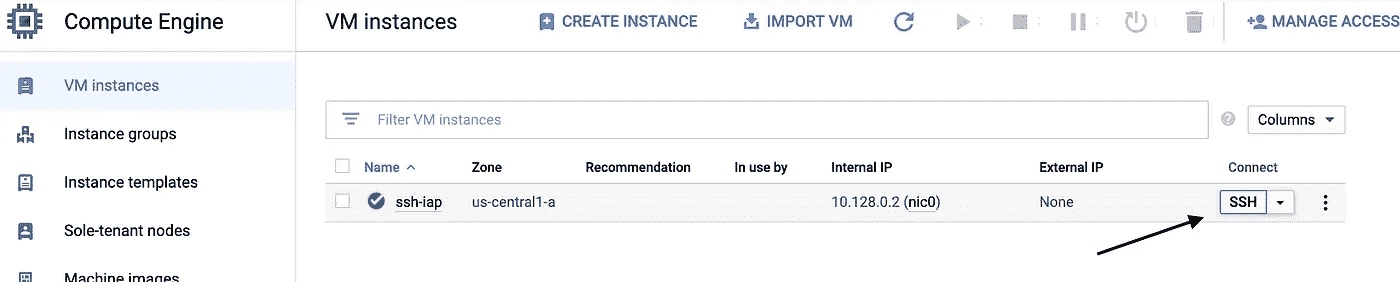 Compute Engine
VM instances
CREATE INSTANCE
IMPORT VM
MANAGE ACCESS
VM instances
Instance groups
Instance templates
Sole-tenant nodes
Machine images
Filter VM instances
Columns
Name Zone Recommendation In use by Internal IP External IP Connect
ssh-iap us-central1-a 10.128.0.2 (nic0) None SSH